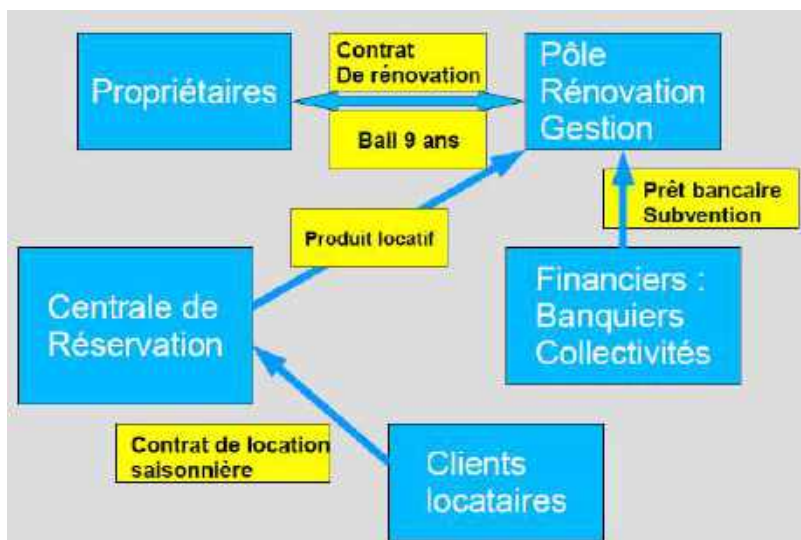 Propriétaires
Contrat
De rénovation
Bail 9 ans
Pôle
Rénovation
Gestion
Prêt bancaire
Subvention
Produit locatif
Centrale de
Réservation
Financiers :
Banquiers
Collectivités
Contrat de location
saisonnière
Clients
locataires